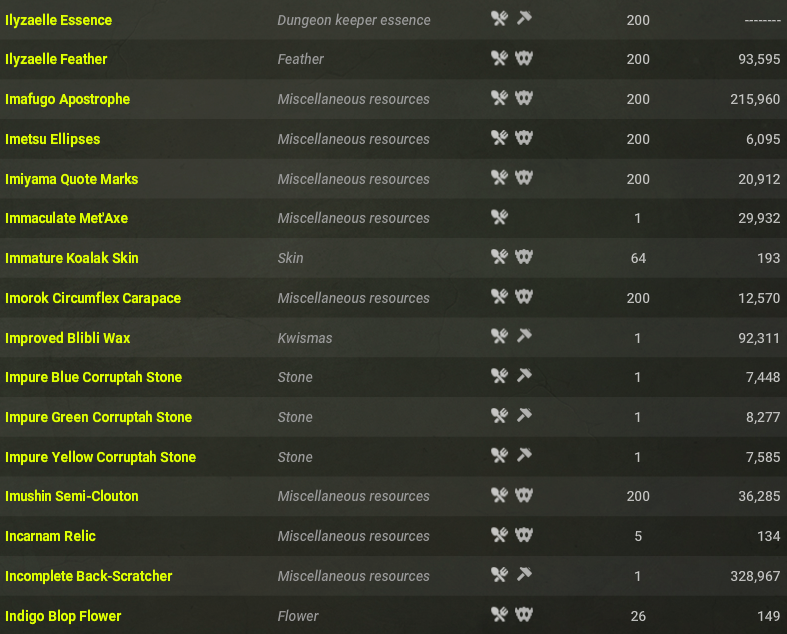 Ilyzaelle Essence Dungeon keeper essence 200 --------
Ilyzaelle Feather Feather 200 93,595
Imafugo Apostrophe Miscellaneous resources 200 215,960
Imetsu Ellipses Miscellaneous resources 200 6,095
Imiyama Quote Marks Miscellaneous resources 200 20,912
Immaculate Met'Axe Miscellaneous resources 1 29,932
Immature Koalak Skin Skin 64 193
Imorok Circumflex Carapace Miscellaneous resources 200 12,570
Improved Blibli Wax Kwismas 1 92,311
Impure Blue Corruptah Stone Stone 1 7,448
Impure Green Corruptah Stone Stone 1 8,277
Impure Yellow Corruptah Stone Stone 1 7,585
Imushin Semi-Clouton Miscellaneous resources 200 36,285
Incarnam Relic Miscellaneous resources 5 134
Incomplete Back-Scratcher Miscellaneous resources 1 328,967
Indigo Blop Flower Flower 26 149